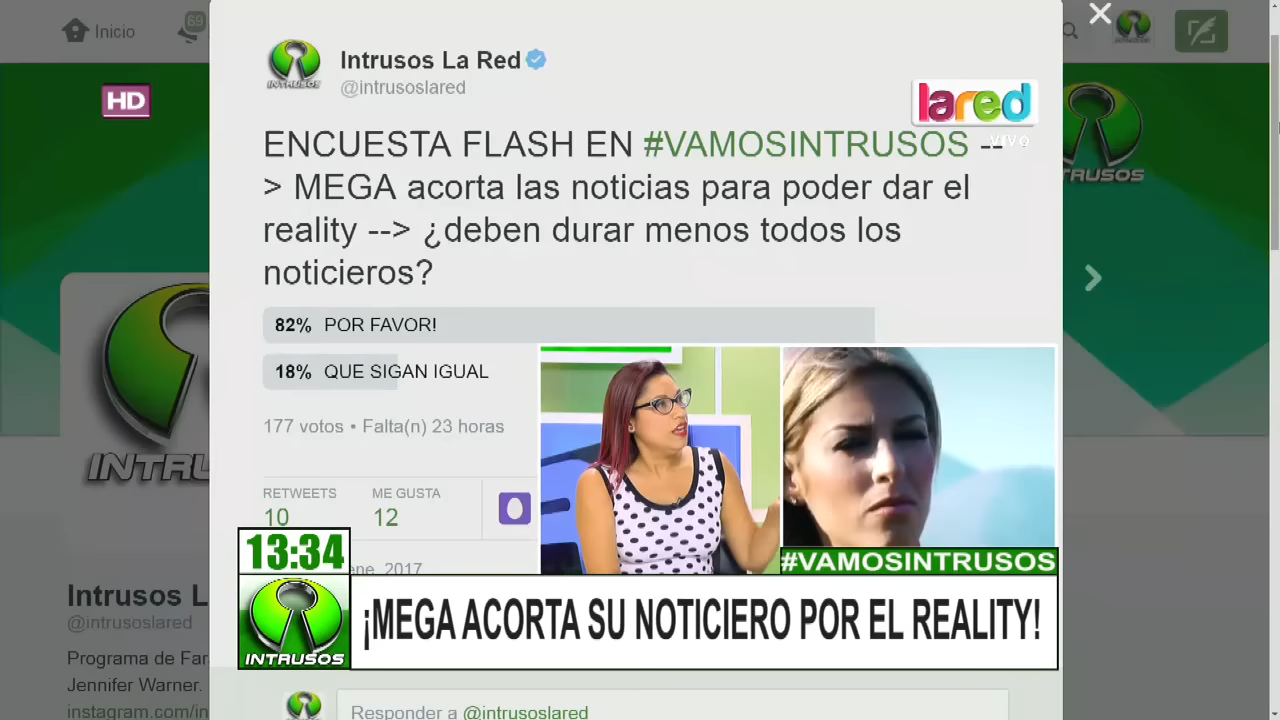 Inicio
69
HD
Intrusos La Red
@intrusoslared
lared
VIVO
ENCUESTA FLASH EN #VAMOSINTRUSOS --
> MEGA acorta las noticias para poder dar el
reality --> ¿deben durar menos todos los
noticieros?
82% POR FAVOR!
18% QUE SIGAN IGUAL
177 votos • Falta(n) 23 horas
RETWEETS
ME GUSTA
10
12
ene. 2017
13:34
#VAMOSINTRUSOS
¡MEGA ACORTA SU NOTICIERO POR EL REALITY!
INTRUSOS
INTRUSOS
Intrusos L
@intrusoslared
Programa de Far
Jennifer Warner.
instagram.com/in
Responder a @intrusoslared